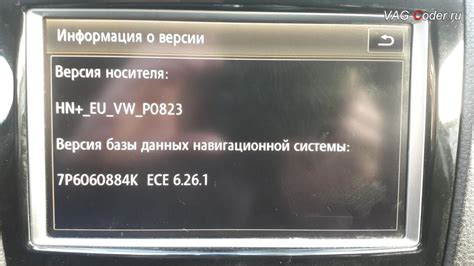 VAG-Coder.ru
Информация о версии
Версия носителя:
HN+_EU_VW_P0823
Версия базы данных навигационной системы:
7P6060884K ECE 6.26.1